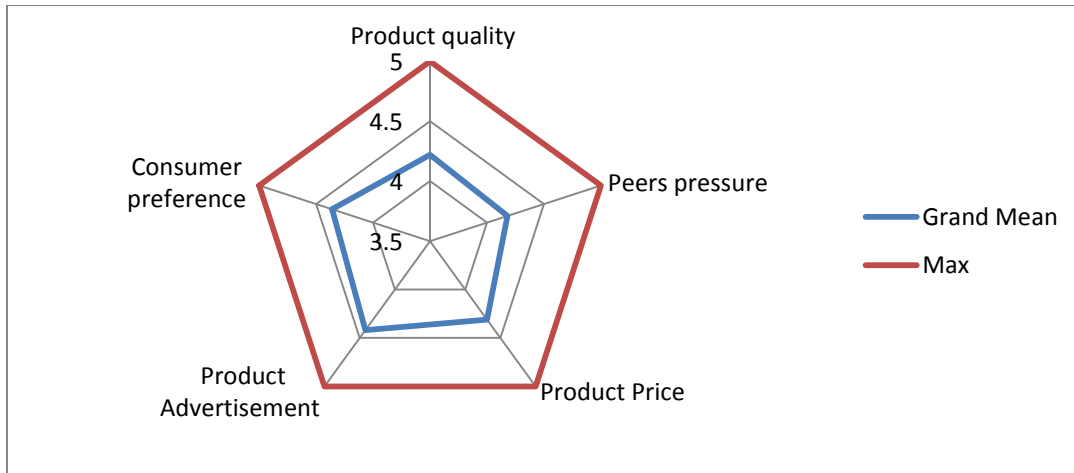 Product quality
5
4.5
4
3.5
Peers pressure
Product Price
Product
Advertisement
Consumer
preference
Grand Mean
Max